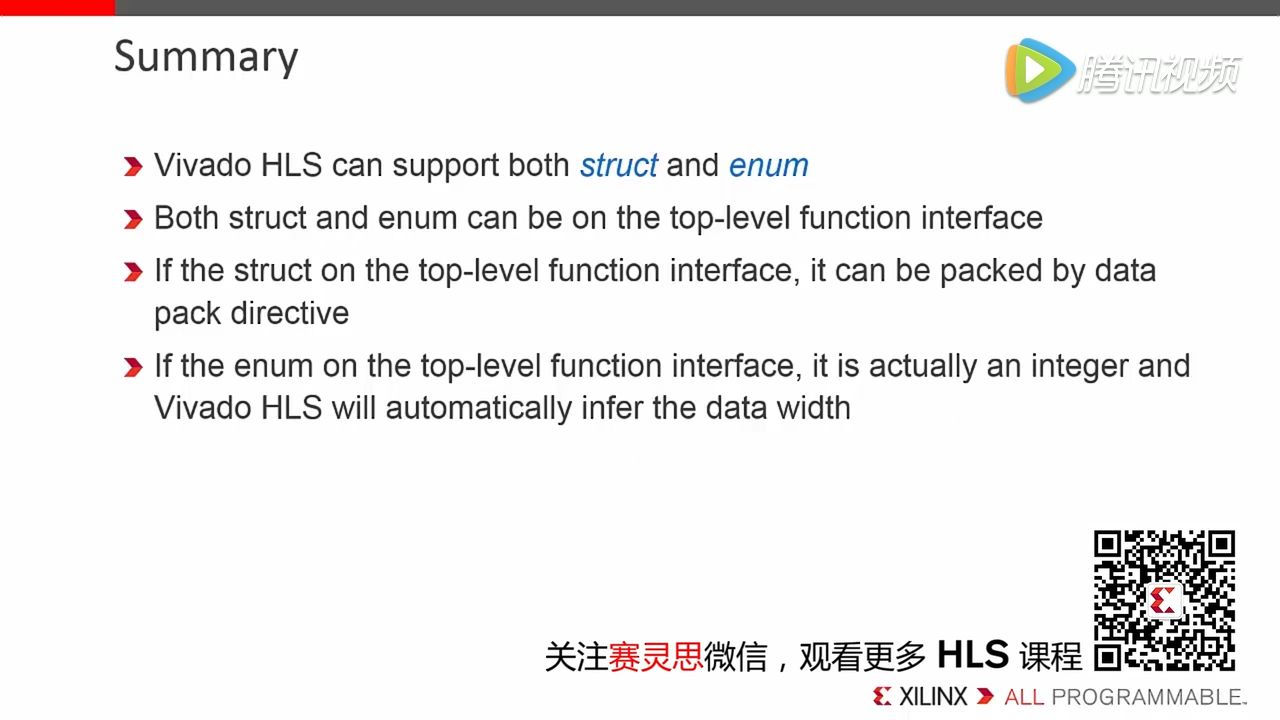 Summary
腾讯视频
Vivado HLS can support both struct and enum
Both struct and enum can be on the top-level function interface
If the struct on the top-level function interface, it can be packed by data
pack directive
If the enum on the top-level function interface, it is actually an integer and
Vivado HLS will automatically infer the data width
关注赛灵思微信，观看更多 HLS 课程
XILINX ALL PROGRAMMABLE™